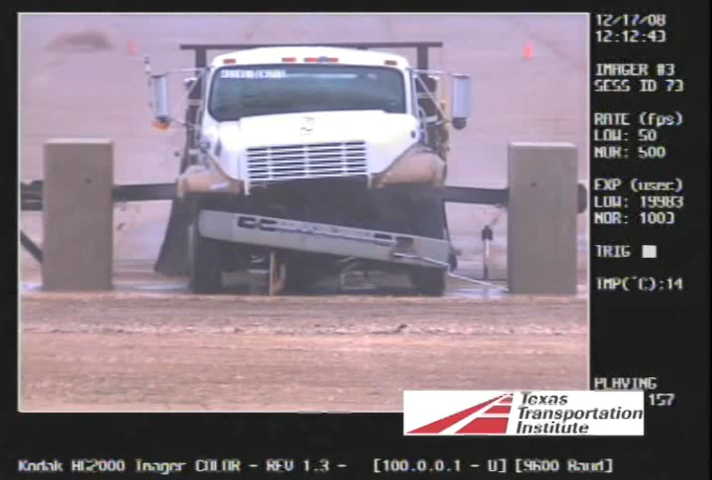 12/17/08
12:12:43
IMAGER #3
SESS ID 73
RATE (fps)
LOW: 50
NOR: 500
EXP (usec)
LOW: 19983
NOR: 1003
TRIG
TMP(°C):14
PLAYING
157
Texas
Transportation
Institute
Kodak HG2000 Imager COLOR - REV 1.3 - [100.0.0.1 - U] [9600 Baud]